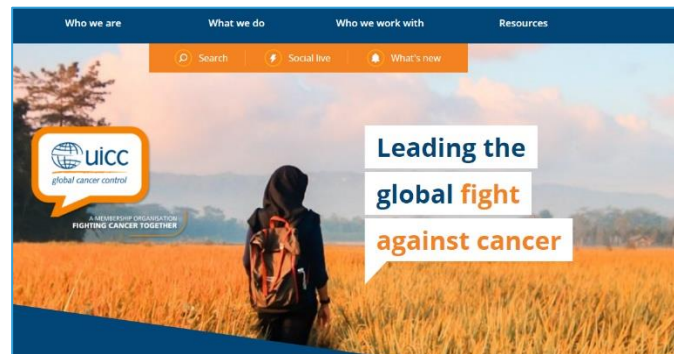 Who we are
What we do
Who we work with
Resources
Search
Social live
What's new
uicc
global cancer control
A MEMBERSHIP ORGANISATION
FIGHTING CANCER TOGETHER
Leading the
global fight
against cancer